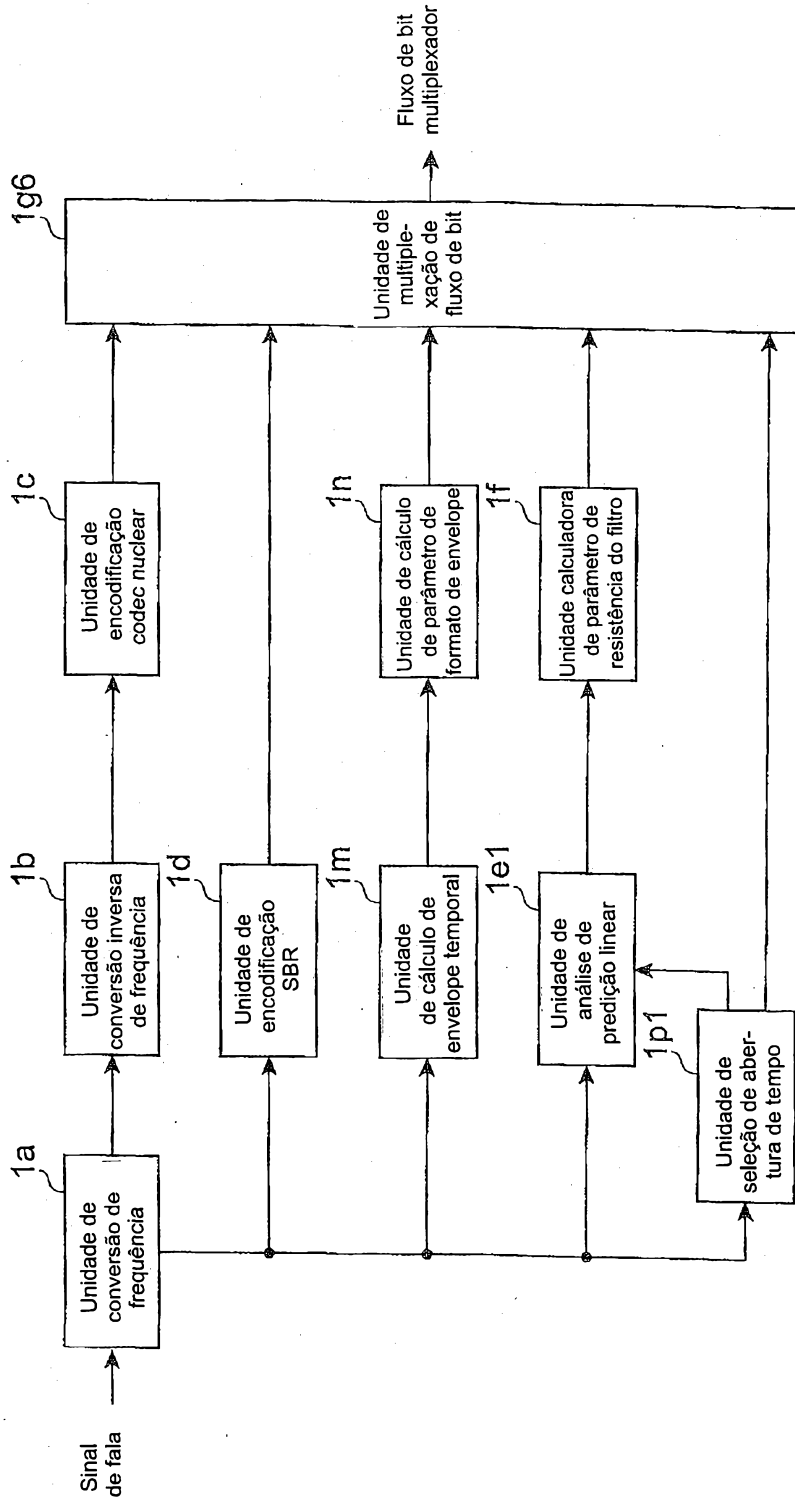 Sinal
de fala
1a
Unidade de
conversão de
frequência
1b
Unidade de
conversão inversa
de frequência
1c
Unidade de
encodificação
codec nuclear
1d
Unidade de
encodificação
SBR
1m
Unidade
de cálculo de
envelope temporal
1n
Unidade de cálculo
de parâmetro de
formato de envelope
1e1
Unidade de
análise de
predição linear
1f
Unidade calculadora
de parâmetro de
resistência do filtro
1p1
Unidade de
seleção de aber-
tura de tempo
1g6
Unidade de
multiple-
xação de
fluxo de bit
Fluxo de bit
multiplexador